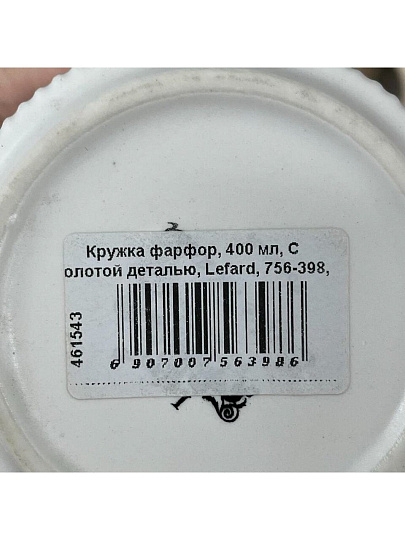 Кружка фарфор, 400 мл, С
олотой деталью, Lefard, 756-398,
461543
6 907007 563986